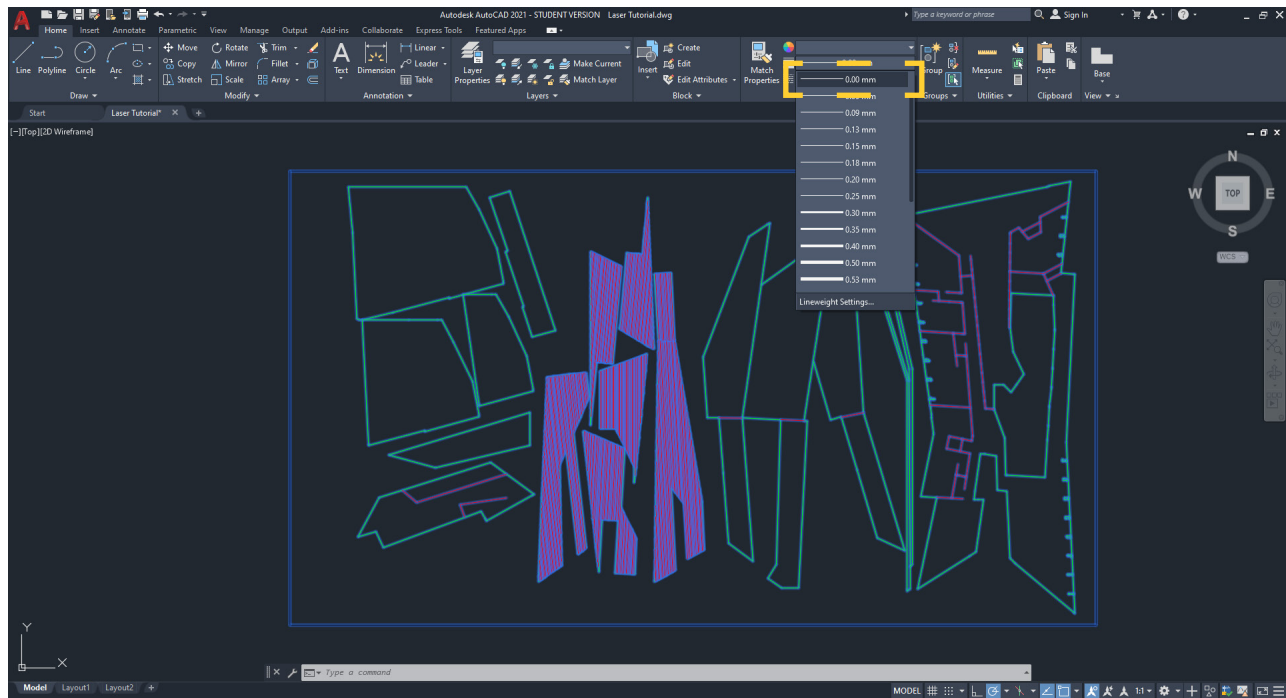 Autodesk AutoCAD 2021 - STUDENT VERSION Laser Tutorial.dwg
Type a keyword or phrase
Sign In
Home Insert Annotate Parametric View Manage Output Add-ins Collaborate Express Tools Featured Apps
Move Rotate Trim Linear Create
Copy Mirror Fillet Leader Make Current Edit
Line Polyline Circle Arc Text Dimension Layer Properties Insert Match Properties Group Measure Paste Base
Stretch Scale Array Table Match Layer Edit Attributes
Draw Modify Annotation Layers Block Groups Utilities Clipboard View
Start Laser Tutorial* +
[-][Top][2D Wireframe]
0.00 mm
0.09 mm
0.13 mm
0.15 mm
0.18 mm
0.20 mm
0.25 mm
0.30 mm
0.35 mm
0.40 mm
0.50 mm
0.53 mm
Lineweight Settings...
N
W TOP E
S
WCS
Y
X
Type a command
Model Layout1 Layout2 +
MODEL 1:1